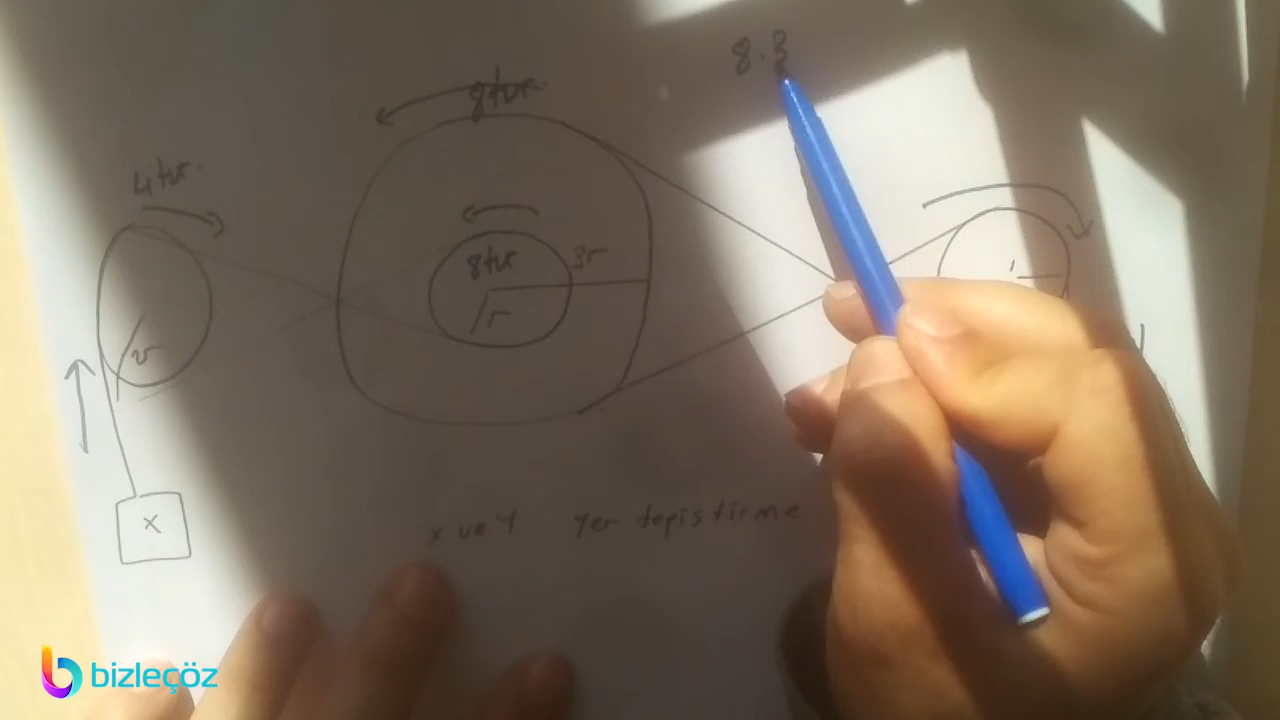 8.3
8tur.
4tur.
3r
8tur
r
2r
x
x ve y yer değiştirme
bizleçöz